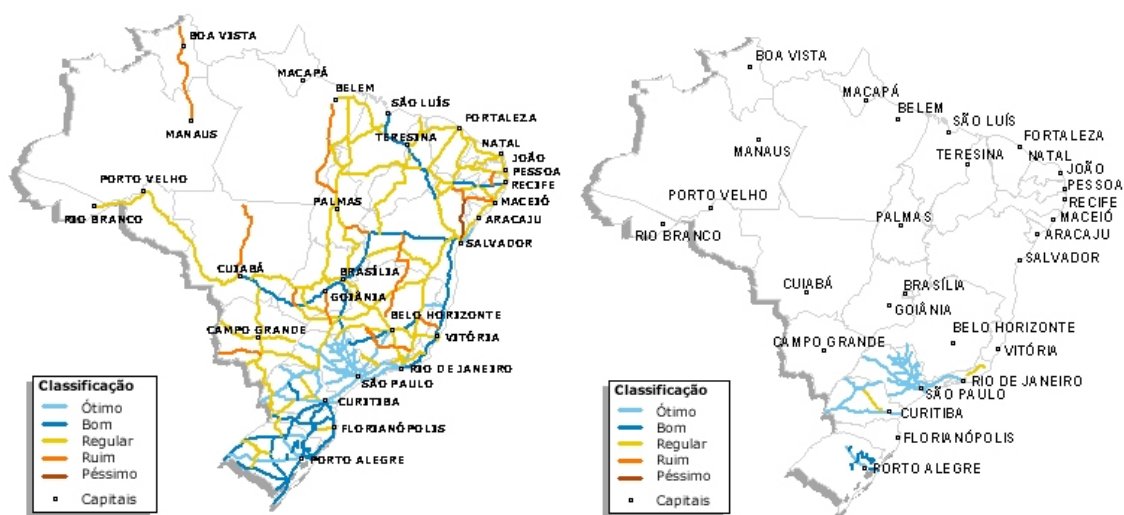 BOA VISTA
MACAPÁ
BELEM
SÃO LUÍS
FORTALEZA
MANAUS
TERESINA
NATAL
JOÃO
PESSOA
PORTO VELHO
RECIFE
RIO BRANCO
PALMAS
MACEIÓ
ARACAJU
SALVADOR
CUIABÁ
BRASÍLIA
GOIÂNIA
BELO HORIZONTE
CAMPO GRANDE
VITÓRIA
RIO DE JANEIRO
SÃO PAULO
CURITIBA
FLORIANÓPOLIS
PORTO ALEGRE
Classificação
Ótimo
Bom
Regular
Ruim
Péssimo
Capitais
BOA VISTA
MACAPÁ
BELEM
SÃO LUÍS
FORTALEZA
MANAUS
TERESINA
NATAL
JOÃO
PESSOA
PORTO VELHO
RECIFE
PALMAS
MACEIÓ
RIO BRANCO
ARACAJU
SALVADOR
CUIABÁ
BRASÍLIA
GOIÂNIA
BELO HORIZONTE
CAMPO GRANDE
VITÓRIA
RIO DE JANEIRO
SÃO PAULO
CURITIBA
FLORIANÓPOLIS
PORTO ALEGRE
Classificação
Ótimo
Bom
Regular
Ruim
Péssimo
Capitais